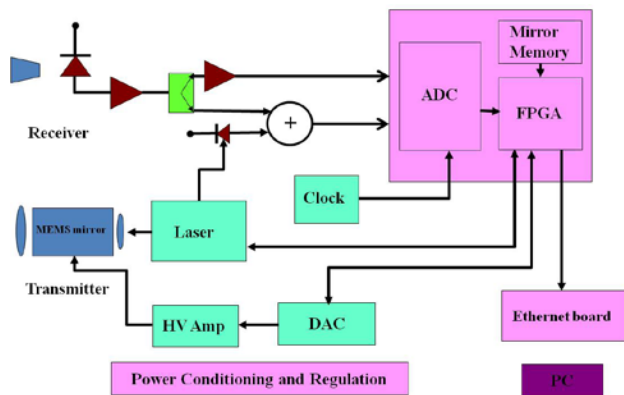 Mirror
Memory
ADC
FPGA
Receiver
+
Clock
MEMS mirror
Laser
Transmitter
HV Amp
DAC
Ethernet board
Power Conditioning and Regulation
PC